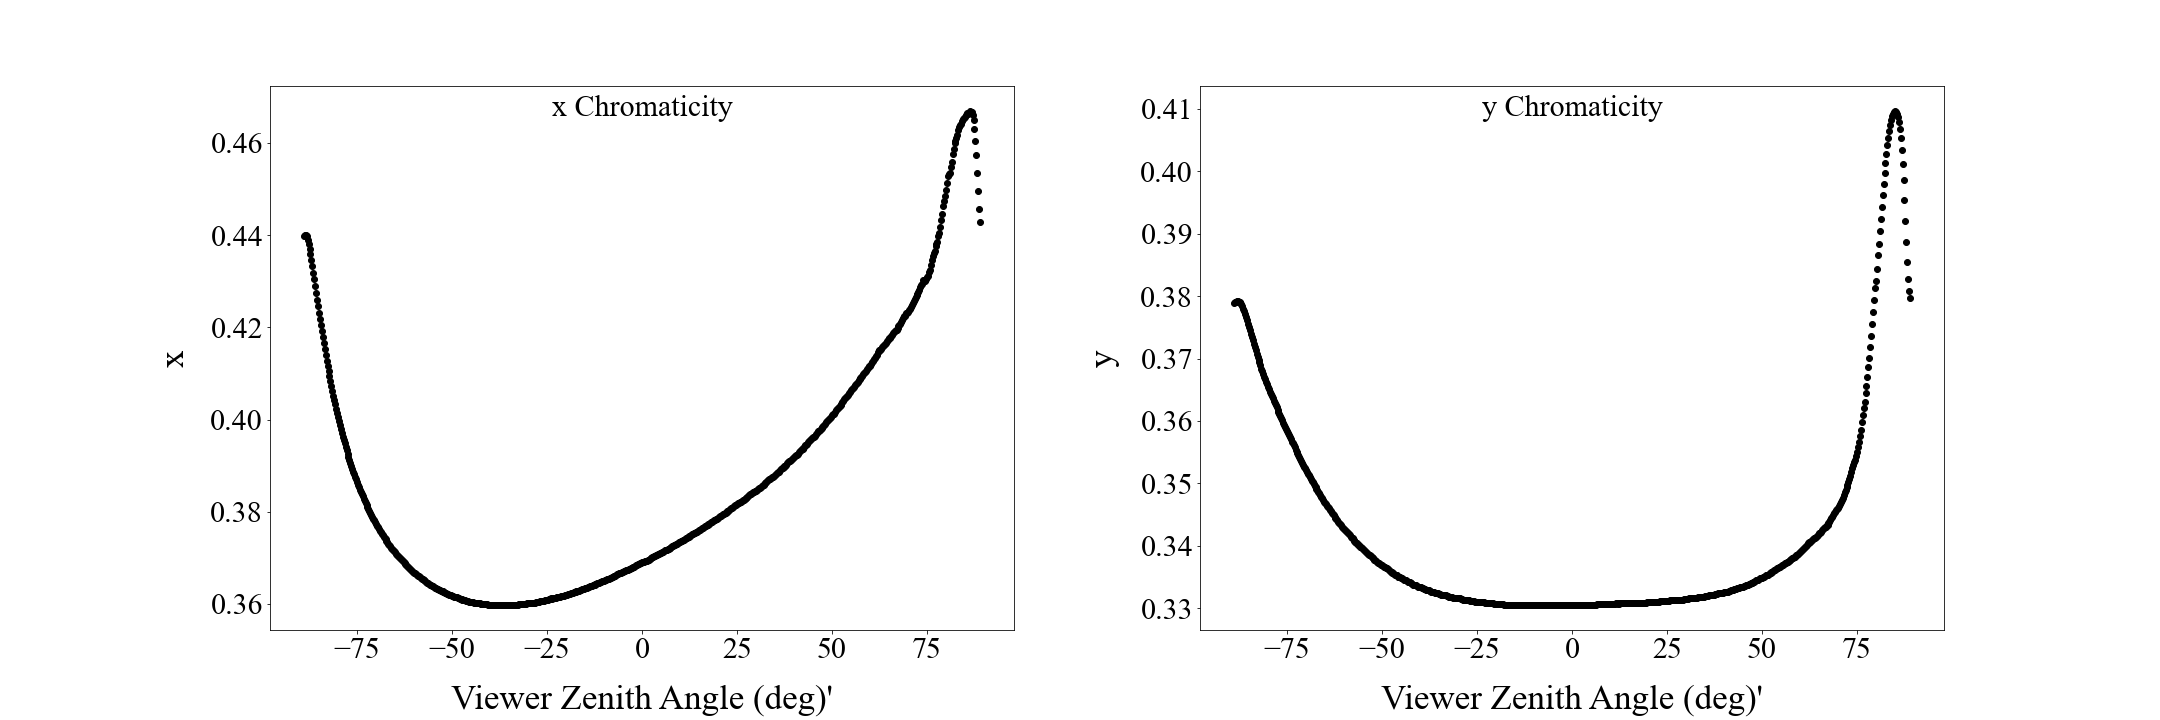 x Chromaticity
x
0.46
0.44
0.42
0.40
0.38
0.36
−75 −50 −25 0 25 50 75
Viewer Zenith Angle (deg)'
y Chromaticity
y
0.41
0.40
0.39
0.38
0.37
0.36
0.35
0.34
0.33
−75 −50 −25 0 25 50 75
Viewer Zenith Angle (deg)'